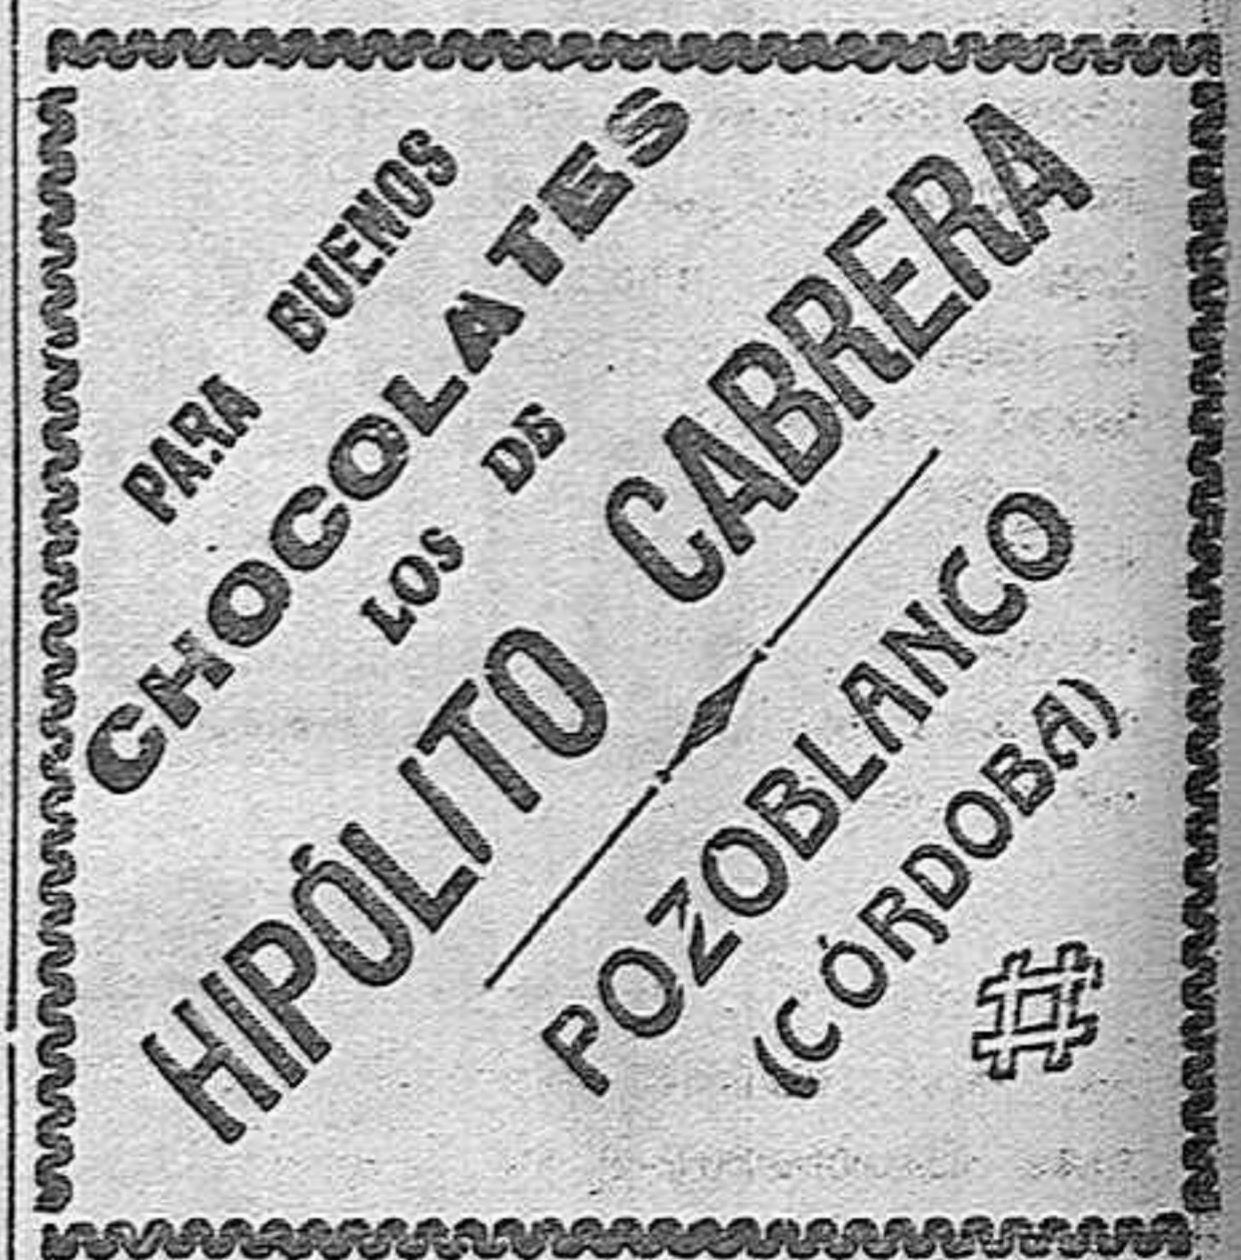 PARA BUENOS
CHOCOLATES
LOS DE
HIPÓLITO CABRERA
POZOBLANCO
(CÓRDOBA)